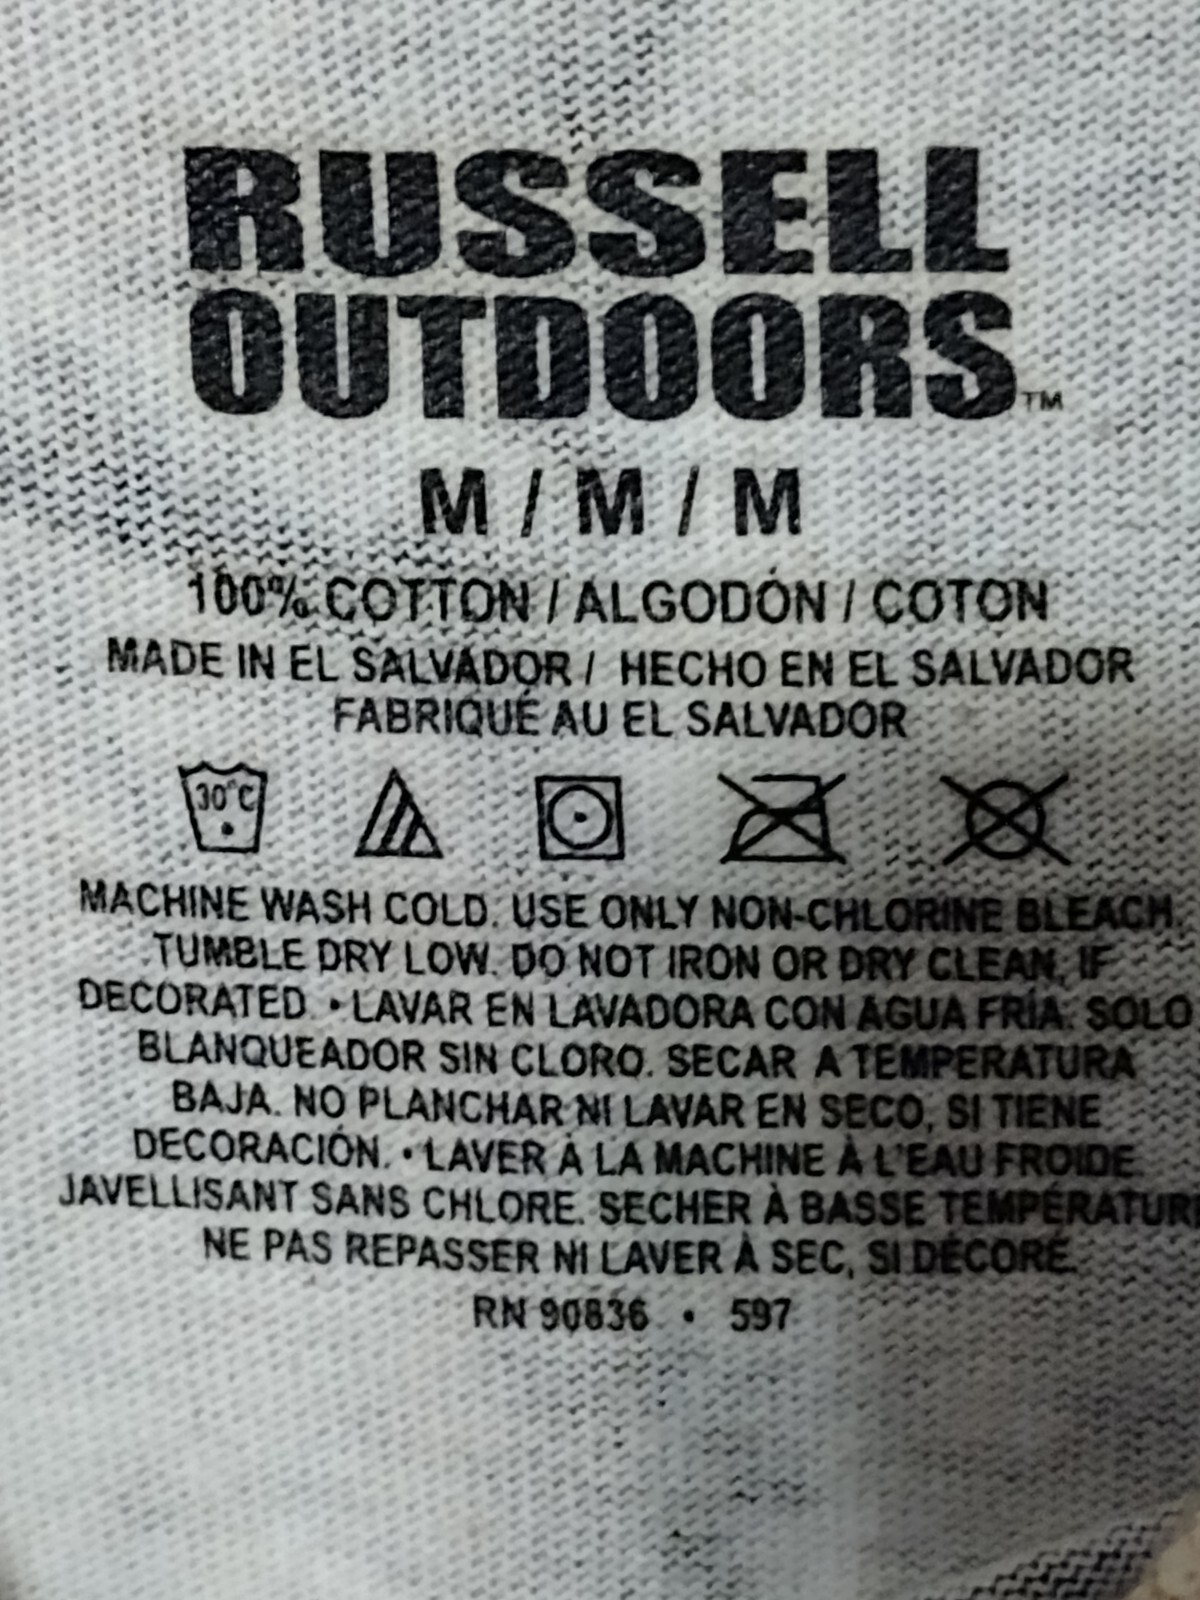 RUSSELL
OUTDOORS™
M / M / M
100% COTTON / ALGODÓN / COTON
MADE IN EL SALVADOR / HECHO EN EL SALVADOR
FABRIQUÉ AU EL SALVADOR
30°C
MACHINE WASH COLD. USE ONLY NON-CHLORINE BLEACH.
TUMBLE DRY LOW. DO NOT IRON OR DRY CLEAN, IF
DECORATED. • LAVAR EN LAVADORA CON AGUA FRÍA. SOLO
BLANQUEADOR SIN CLORO. SECAR A TEMPERATURA
BAJA. NO PLANCHAR NI LAVAR EN SECO, SI TIENE
DECORACIÓN. • LAVER À LA MACHINE À L'EAU FROIDE.
JAVELLISANT SANS CHLORE. SECHER À BASSE TEMPÉRATUR
NE PAS REPASSER NI LAVER À SEC, SI DÉCORÉ.
RN 90836 • 597